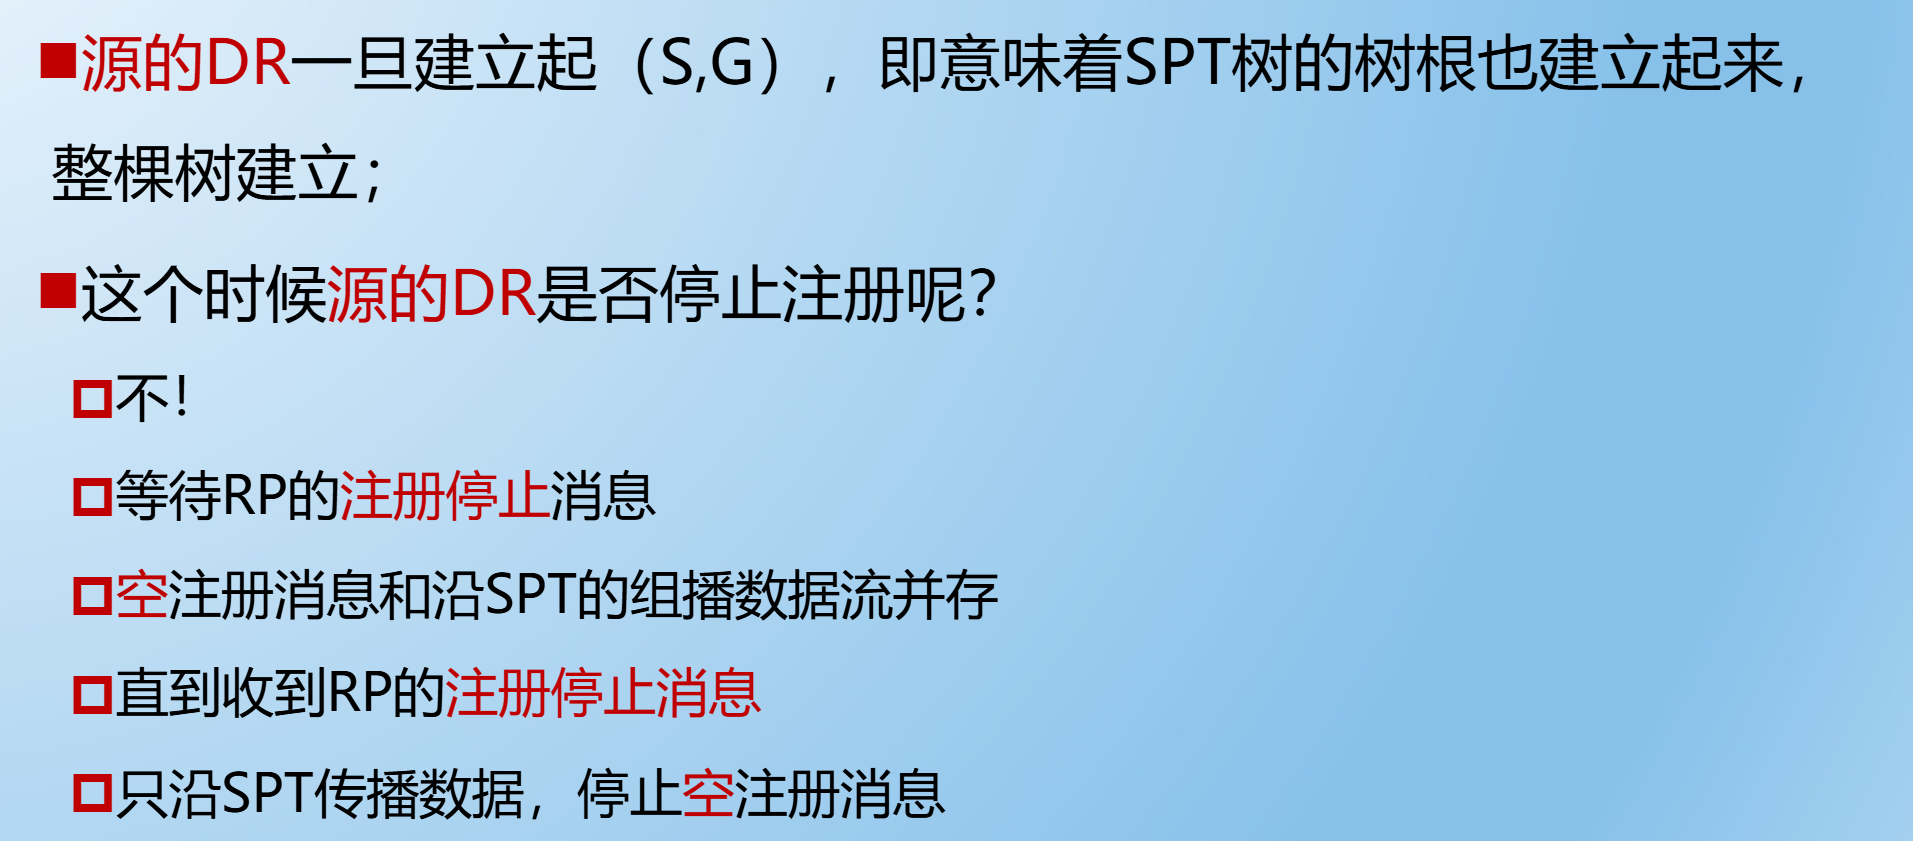 源的DR一旦建立起（S,G），即意味着SPT树的树根也建立起来，
整棵树建立；
这个时候源的DR是否停止注册呢？
不！
等待RP的注册停止消息
空注册消息和沿SPT的组播数据流并存
直到收到RP的注册停止消息
只沿SPT传播数据，停止空注册消息